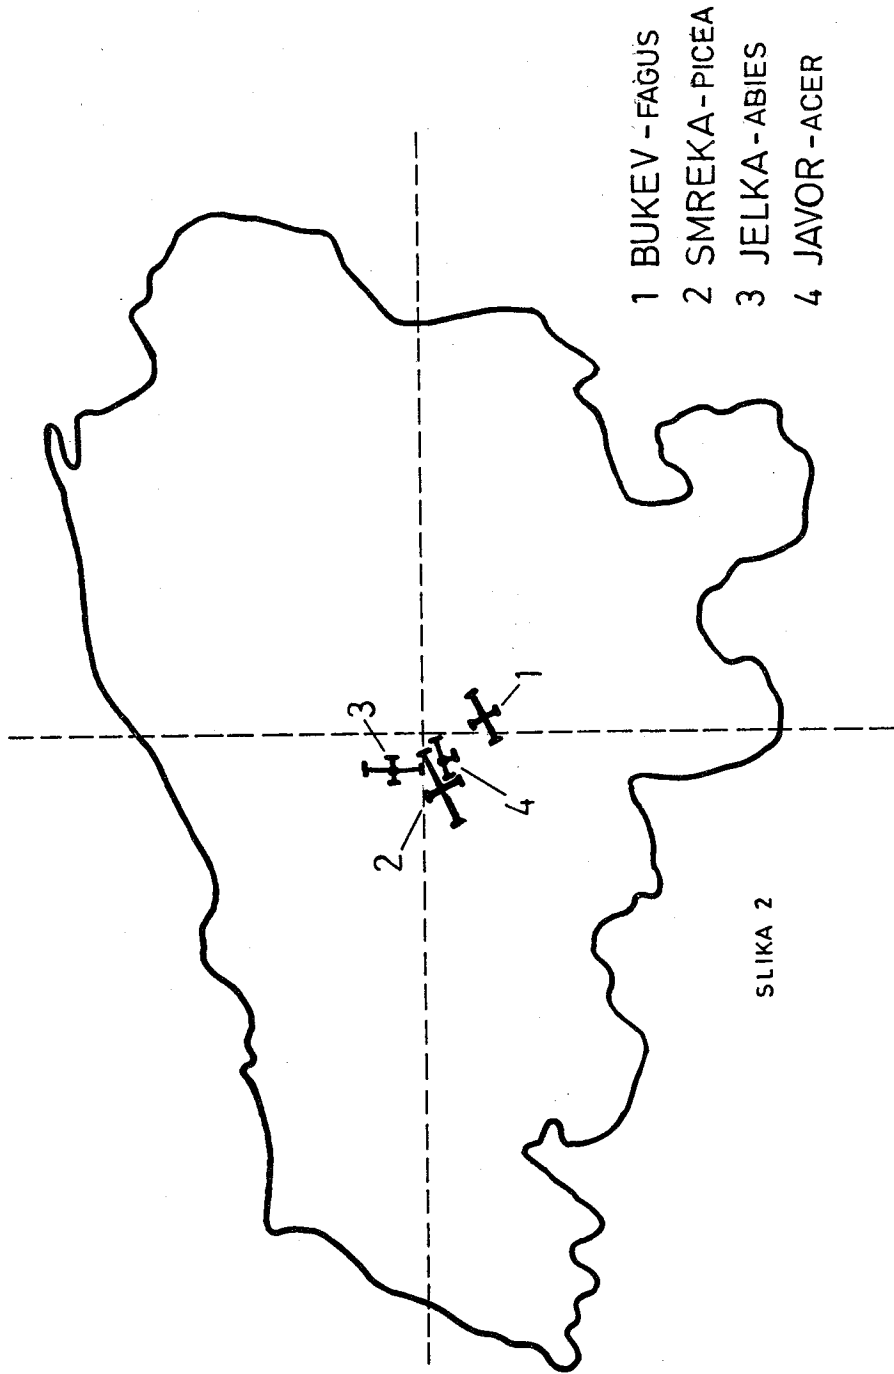 3
1
2
4
1 BUKEV - FAGUS
2 SMREKA - PICEA
3 JELKA - ABIES
4 JAVOR - ACER
SLIKA 2